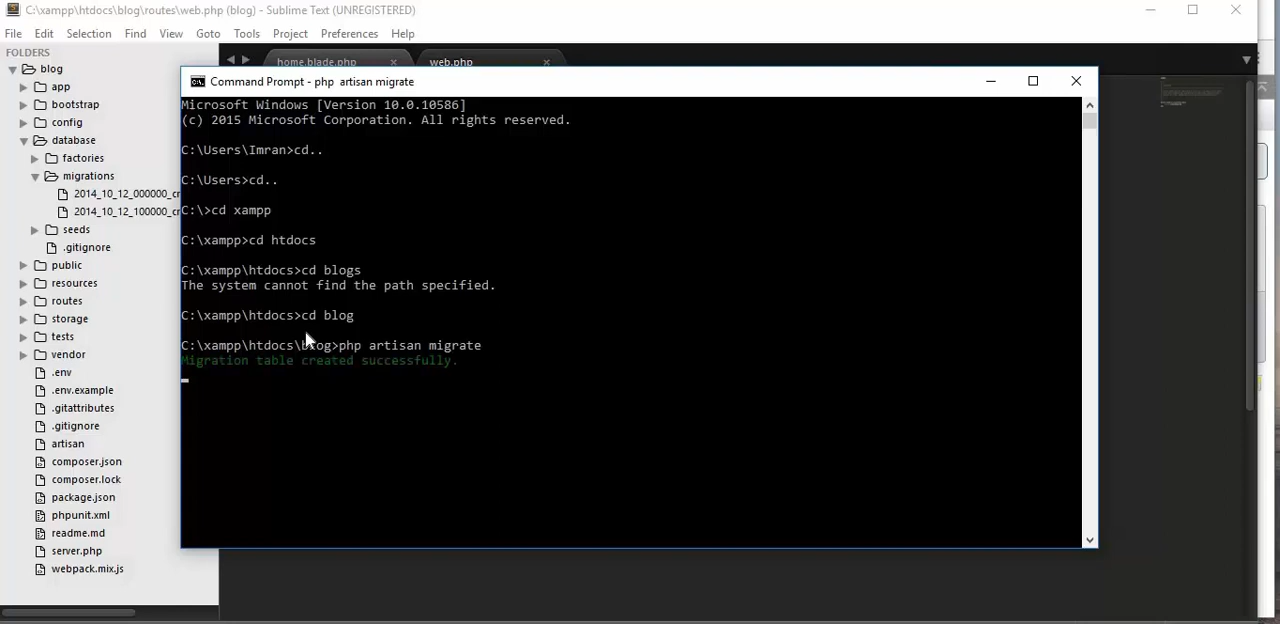 C:\xampp\htdocs\blog\routes\web.php (blog) - Sublime Text (UNREGISTERED)
File Edit Selection Find View Goto Tools Project Preferences Help
FOLDERS
blog
app
bootstrap
config
database
factories
migrations
2014_10_12_000000_cr
2014_10_12_100000_cr
seeds
.gitignore
public
resources
routes
storage
tests
vendor
.env
.env.example
.gitattributes
.gitignore
artisan
composer.json
composer.lock
package.json
phpunit.xml
readme.md
server.php
webpack.mix.js
home.blade.php
web.php
Command Prompt - php artisan migrate
Microsoft Windows [Version 10.0.10586]
(c) 2015 Microsoft Corporation. All rights reserved.
C:\Users\Imran>cd..
C:\Users>cd..
C:\>cd xampp
C:\xampp>cd htdocs
C:\xampp\htdocs>cd blogs
The system cannot find the path specified.
C:\xampp\htdocs>cd blog
C:\xampp\htdocs\blog>php artisan migrate
Migration table created successfully.